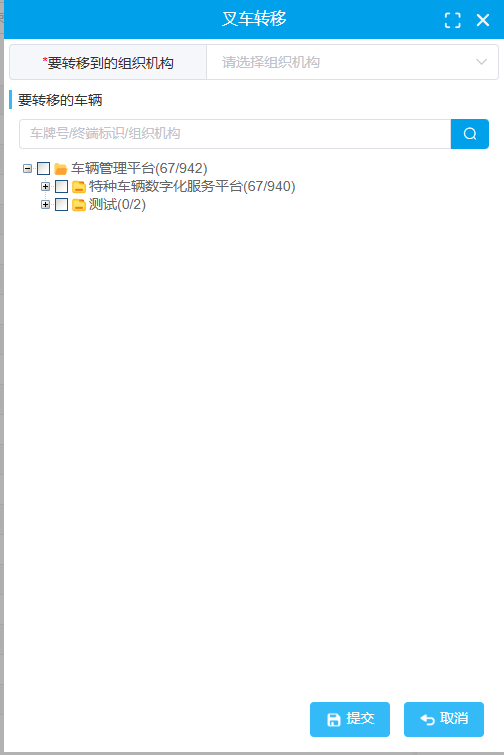 叉车转移
*要转移到的组织机构 请选择组织机构
要转移的车辆
车牌号/终端标识/组织机构
车辆管理平台(67/942)
特种车辆数字化服务平台(67/940)
测试(0/2)
提交 取消